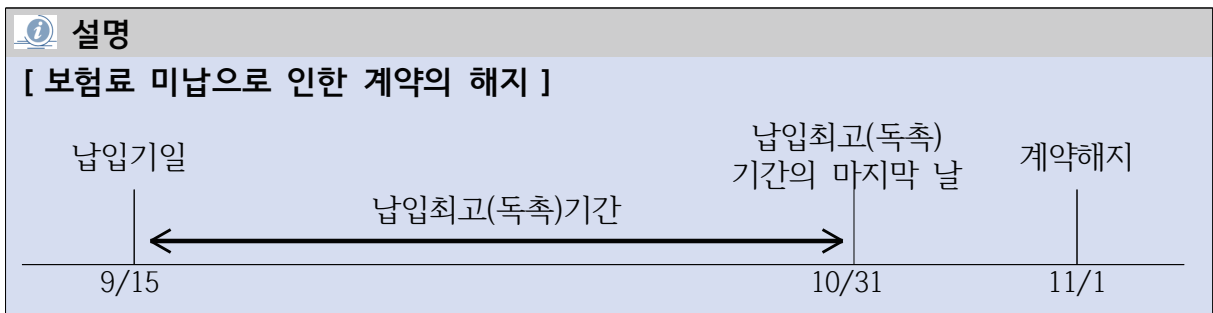 설명
[ 보험료 미납으로 인한 계약의 해지 ]
납입기일
납입최고(독촉)기간
납입최고(독촉)
기간의 마지막 날
계약해지
9/15
10/31
11/1